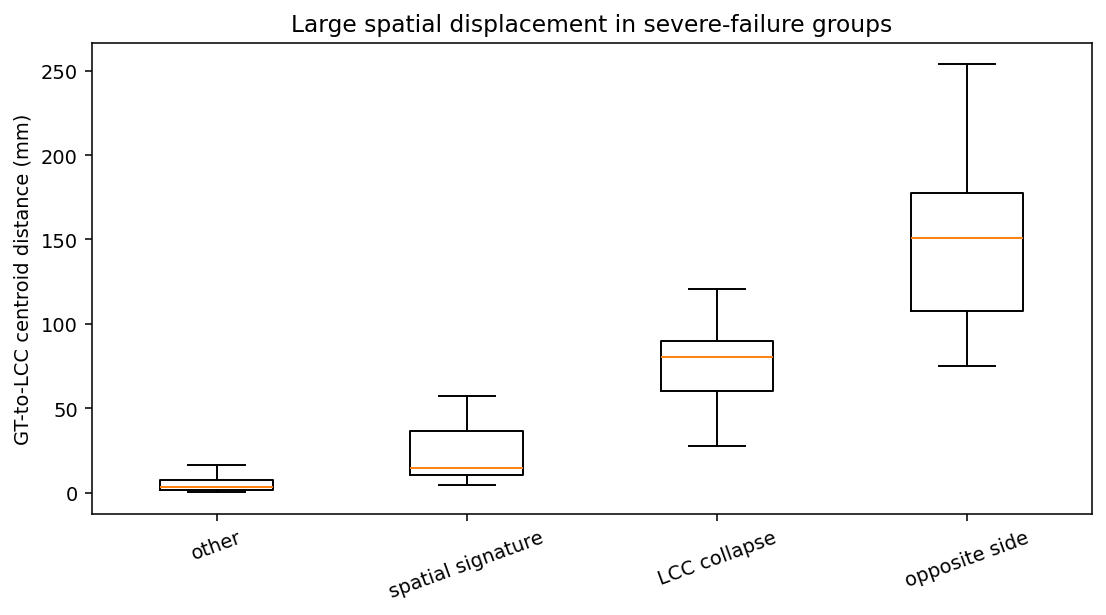 Large spatial displacement in severe-failure groups
GT-to-LCC centroid distance (mm)
250
200
150
100
50
0
other
spatial signature
LCC collapse
opposite side